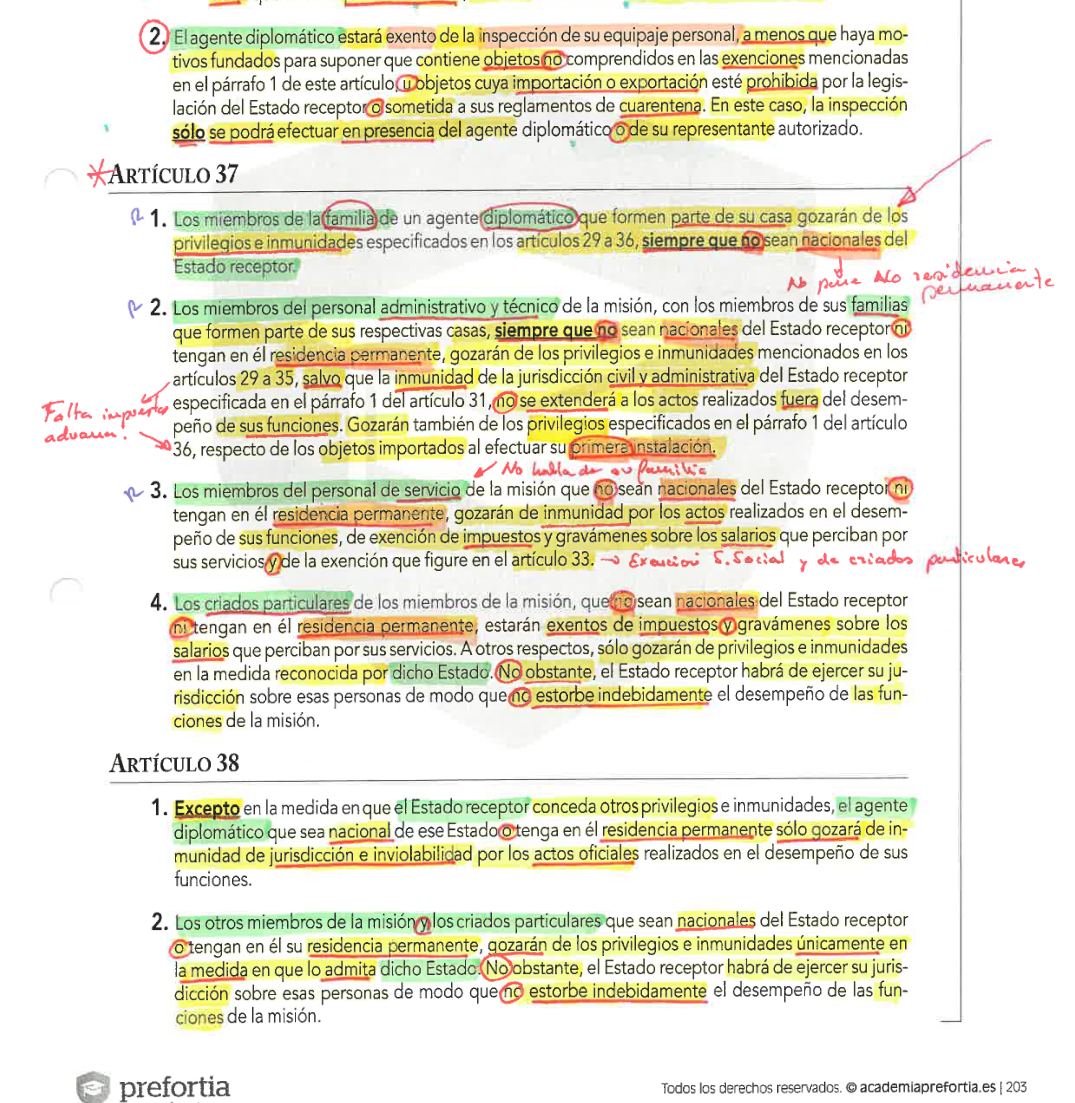 2. El agente diplomático estará exento de la inspección de su equipaje personal, a menos que haya mo-
tivos fundados para suponer que contiene objetos no comprendidos en las exenciones mencionadas
en el párrafo 1 de este artículo, u objetos cuya importación o exportación esté prohibida por la legis-
lación del Estado receptor o sometida a sus reglamentos de cuarentena. En este caso, la inspección
sólo se podrá efectuar en presencia del agente diplomático o de su representante autorizado.
ARTÍCULO 37
1. Los miembros de la familia de un agente diplomático que formen parte de su casa gozarán de los
privilegios e inmunidades especificados en los artículos 29 a 36, siempre que no sean nacionales del
Estado receptor.
No pone No residencia
permanente
2. Los miembros del personal administrativo y técnico de la misión, con los miembros de sus familias
que formen parte de sus respectivas casas, siempre que no sean nacionales del Estado receptor ni
tengan en él residencia permanente, gozarán de los privilegios e inmunidades mencionados en los
artículos 29 a 35, salvo que la inmunidad de la jurisdicción civil y administrativa del Estado receptor
especificada en el párrafo 1 del artículo 31, no se extenderá a los actos realizados fuera del desem-
peño de sus funciones. Gozarán también de los privilegios especificados en el párrafo 1 del artículo
36, respecto de los objetos importados al efectuar su primera instalación.
Falta impuestos
aduana.
No habla de su familia
3. Los miembros del personal de servicio de la misión que no sean nacionales del Estado receptor ni
tengan en él residencia permanente, gozarán de inmunidad por los actos realizados en el desem-
peño de sus funciones, de exención de impuestos y gravámenes sobre los salarios que perciban por
sus servicios y de la exención que figure en el artículo 33. → Exención S. Social y de criados particulares
4. Los criados particulares de los miembros de la misión, que no sean nacionales del Estado receptor
ni tengan en él residencia permanente, estarán exentos de impuestos y gravámenes sobre los
salarios que perciban por sus servicios. A otros respectos, sólo gozarán de privilegios e inmunidades
en la medida reconocida por dicho Estado. No obstante, el Estado receptor habrá de ejercer su ju-
risdicción sobre esas personas de modo que no estorbe indebidamente el desempeño de las fun-
ciones de la misión.
ARTÍCULO 38
1. Excepto en la medida en que el Estado receptor conceda otros privilegios e inmunidades, el agente
diplomático que sea nacional de ese Estado o tenga en él residencia permanente sólo gozará de in-
munidad de jurisdicción e inviolabilidad por los actos oficiales realizados en el desempeño de sus
funciones.
2. Los otros miembros de la misión y los criados particulares que sean nacionales del Estado receptor
o tengan en él su residencia permanente, gozarán de los privilegios e inmunidades únicamente en
la medida en que lo admita dicho Estado. No obstante, el Estado receptor habrá de ejercer su juris-
dicción sobre esas personas de modo que no estorbe indebidamente el desempeño de las fun-
ciones de la misión.
prefortia
Todos los derechos reservados. © academiaprefortia.es | 203